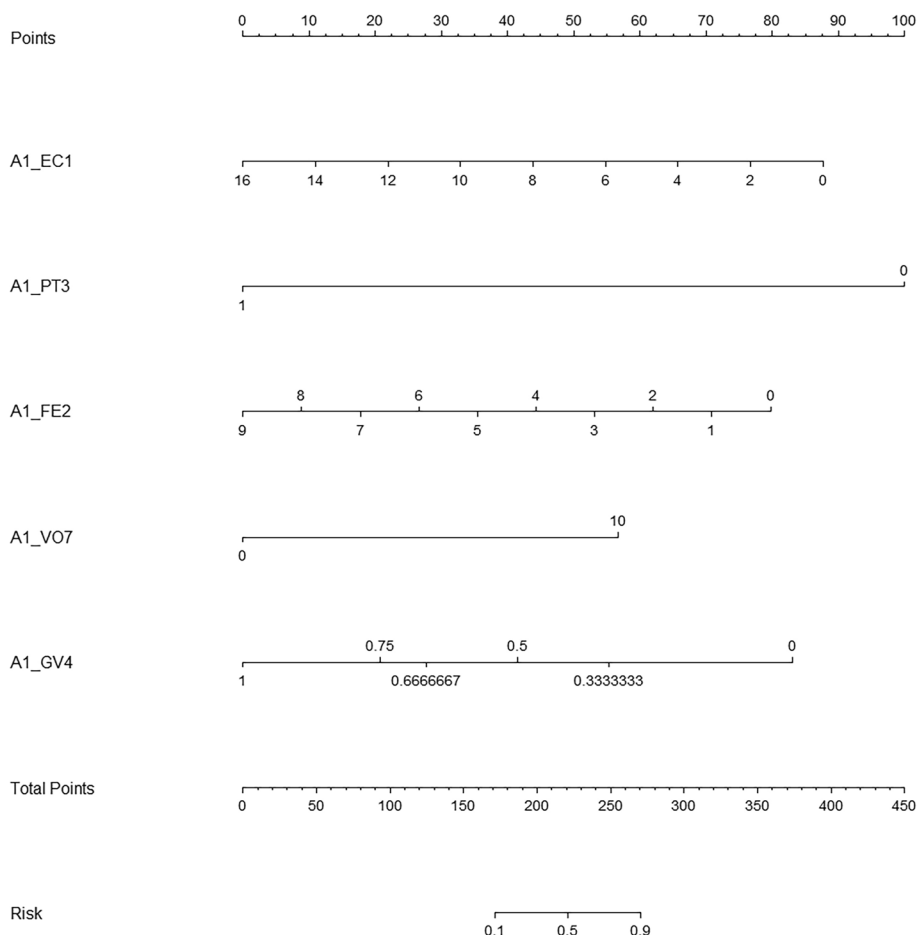 0 10 20 30 40 50 60 70 80 90 100
Points
A1_EC1
16 14 12 10 8 6 4 2 0
0
A1_PT3
1
8 6 4 2 0
A1_FE2
9 7 5 3 1
10
A1_VO7
0
0.75 0.5 0
A1_GV4
1 0.6666667 0.3333333
Total Points
0 50 100 150 200 250 300 350 400 450
Risk
0.1 0.5 0.9